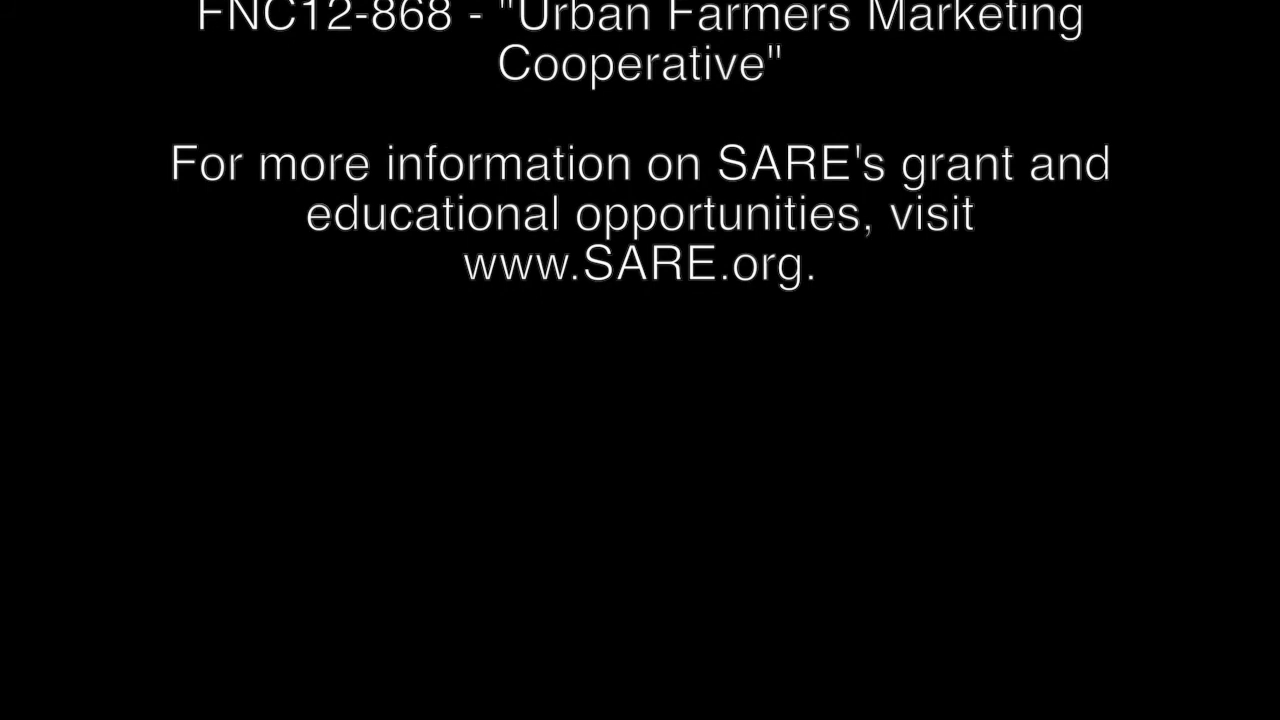 FNC12-868 - "Urban Farmers Marketing
Cooperative"
For more information on SARE's grant and
educational opportunities, visit
www.SARE.org.